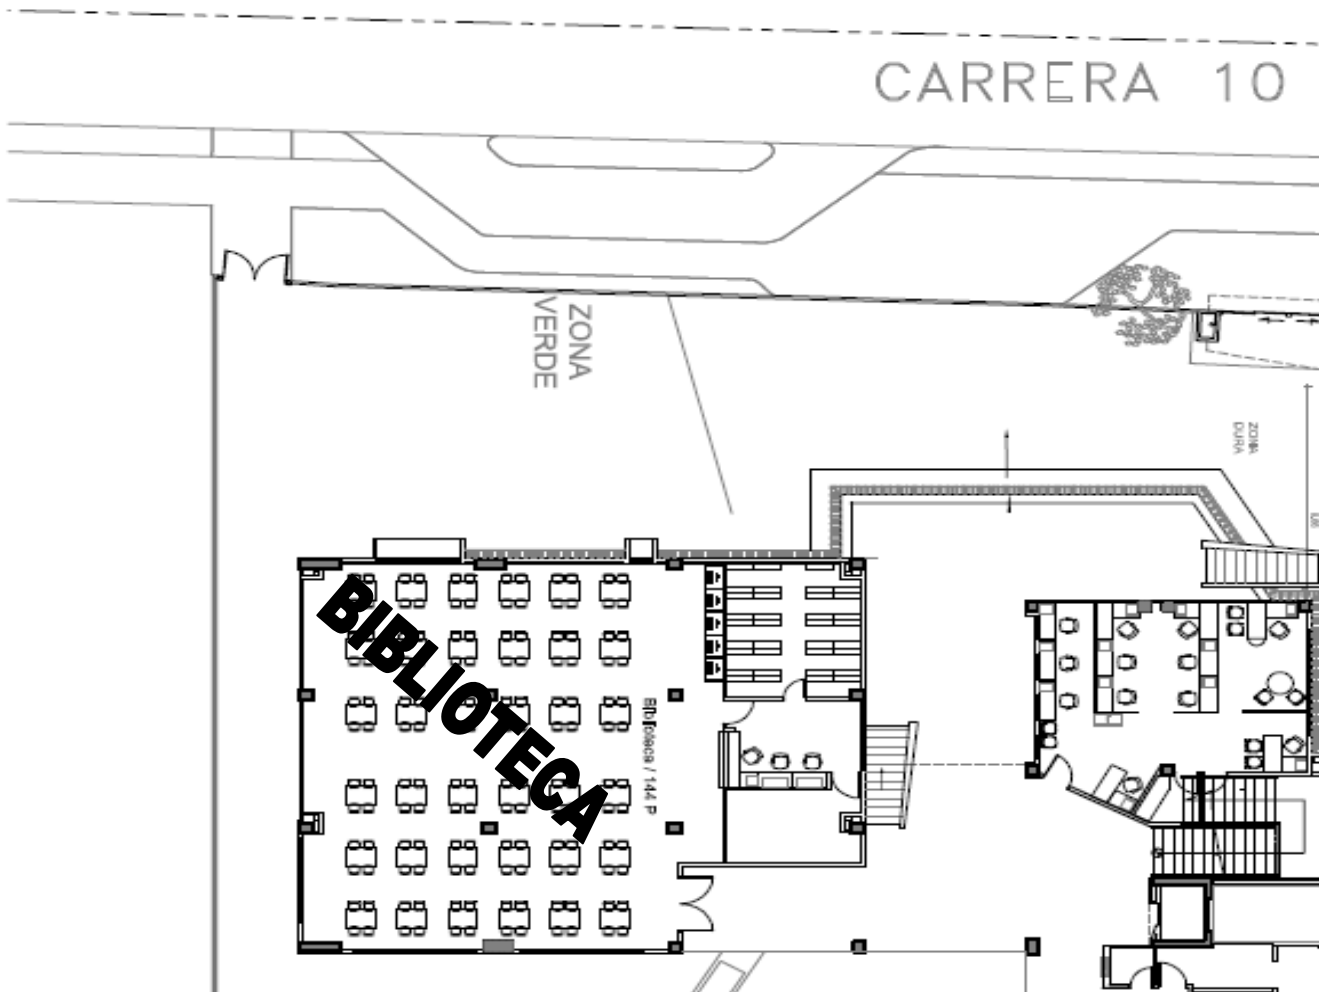 CARRERA 10
ZONA
VERDE
ZONA
DURA
BIBLIOTECA
Biblioteca / 144 P